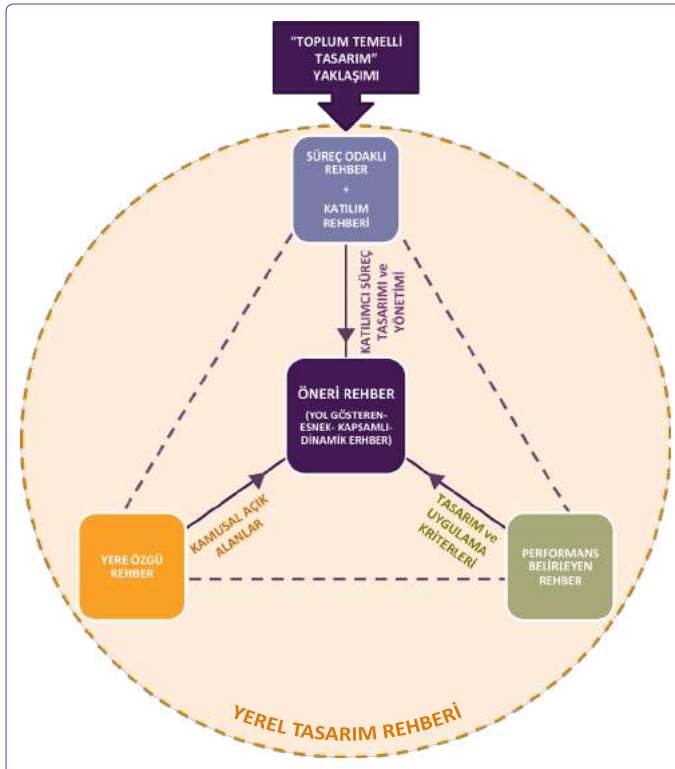 “TOPLUM TEMELLİ
TASARIM”
YAKLAŞIMI
SÜREÇ ODAKLI
REHBER
+
KATILIM
REHBERİ
KATILIMCI SÜREÇ
TASARIMI ve
YÖNETİMİ
ÖNERİ REHBER
(YOL GÖSTEREN-
ESNEK- KAPSAMLI-
DİNAMİK ERHBER)
KAMUSAL AÇIK
ALANLAR
TASARIM ve
UYGULAMA
KRİTERLERİ
YERE ÖZGÜ
REHBER
PERFORMANS
BELİRLEYEN
REHBER
YEREL TASARIM REHBERİ